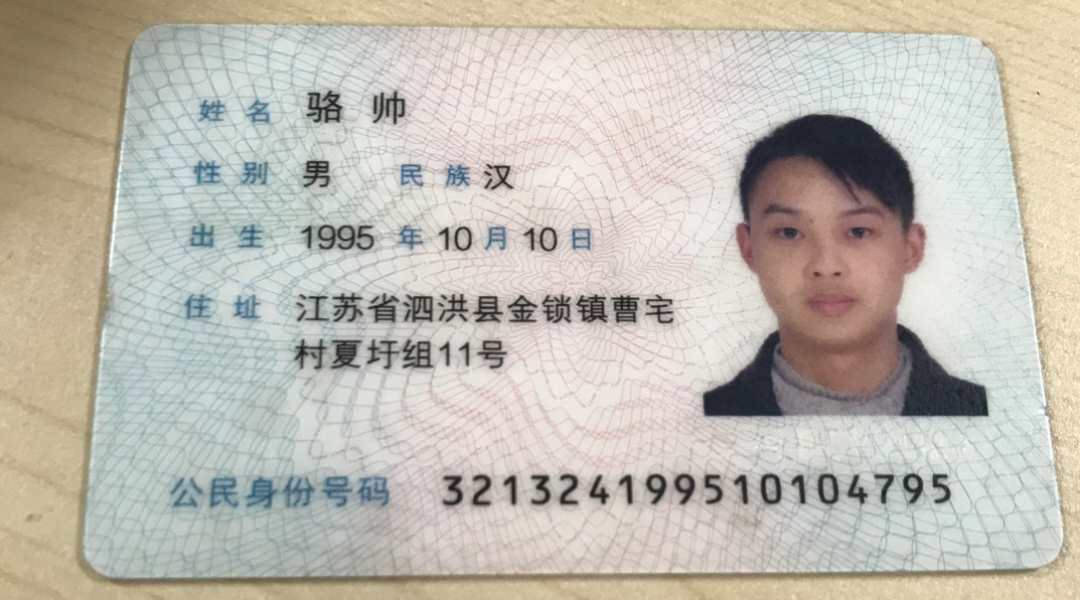 姓名 骆帅
性别 男 民族 汉
出生 1995 年 10 月 10 日
住址 江苏省泗洪县金锁镇曹宅
村夏圩组11号
公民身份号码 321324199510104795